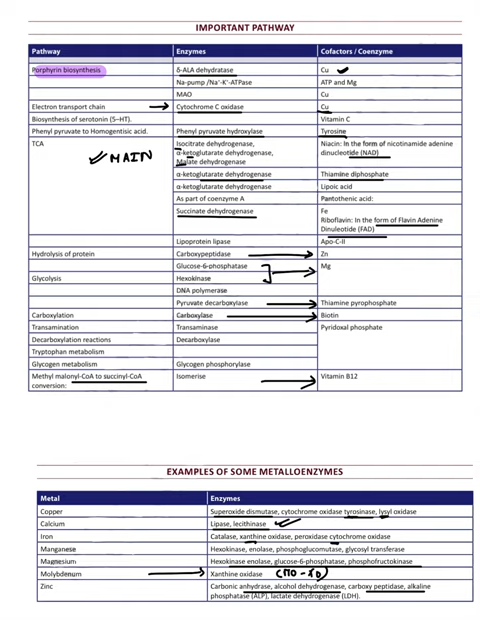 IMPORTANT PATHWAY
Pathway Enzymes Cofactors / Coenzyme
Porphyrin biosynthesis δ-ALA dehydratase Cu
Na-pump /Na⁺-K⁺-ATPase ATP and Mg
MAO Cu
Electron transport chain Cytochrome C oxidase Cu
Biosynthesis of serotonin (5–HT). Vitamin C
Phenyl pyruvate to Homogentisic acid. Phenyl pyruvate hydroxylase Tyrosine
TCA Isocitrate dehydrogenase, Niacin: In the form of nicotinamide adenine
MAIN α-ketoglutarate dehydrogenase, dinucleotide (NAD)
Malate dehydrogenase
α-ketoglutarate dehydrogenase Thiamine diphosphate
α-ketoglutarate dehydrogenase Lipoic acid
As part of coenzyme A Pantothenic acid:
Succinate dehydrogenase Fe
Riboflavin: In the form of Flavin Adenine
Dinuleotide (FAD)
Lipoprotein lipase Apo-C-II
Hydrolysis of protein Carboxypeptidase Zn
Glucose-6-phosphatase Mg
Glycolysis Hexokinase
DNA polymerase
Pyruvate decarboxylase Thiamine pyrophosphate
Carboxylation Carboxylase Biotin
Transamination Transaminase Pyridoxal phosphate
Decarboxylation reactions Decarboxylase
Tryptophan metabolism
Glycogen metabolism Glycogen phosphorylase
Methyl malonyl-CoA to succinyl-CoA Isomerise Vitamin B12
conversion:
EXAMPLES OF SOME METALLOENZYMES
Metal Enzymes
Copper Superoxide dismutase, cytochrome oxidase tyrosinase, lysyl oxidase
Calcium Lipase, lecithinase
Iron Catalase, xanthine oxidase, peroxidase cytochrome oxidase
Manganese Hexokinase, enolase, phosphoglucomutase, glycosyl transferase
Magnesium Hexokinase enolase, glucose-6-phosphatase, phosphofructokinase
Molybdenum Xanthine oxidase (MO-XO)
Zinc Carbonic anhydrase, alcohol dehydrogenase, carboxy peptidase, alkaline
phosphatase (ALP), lactate dehydrogenase (LDH).